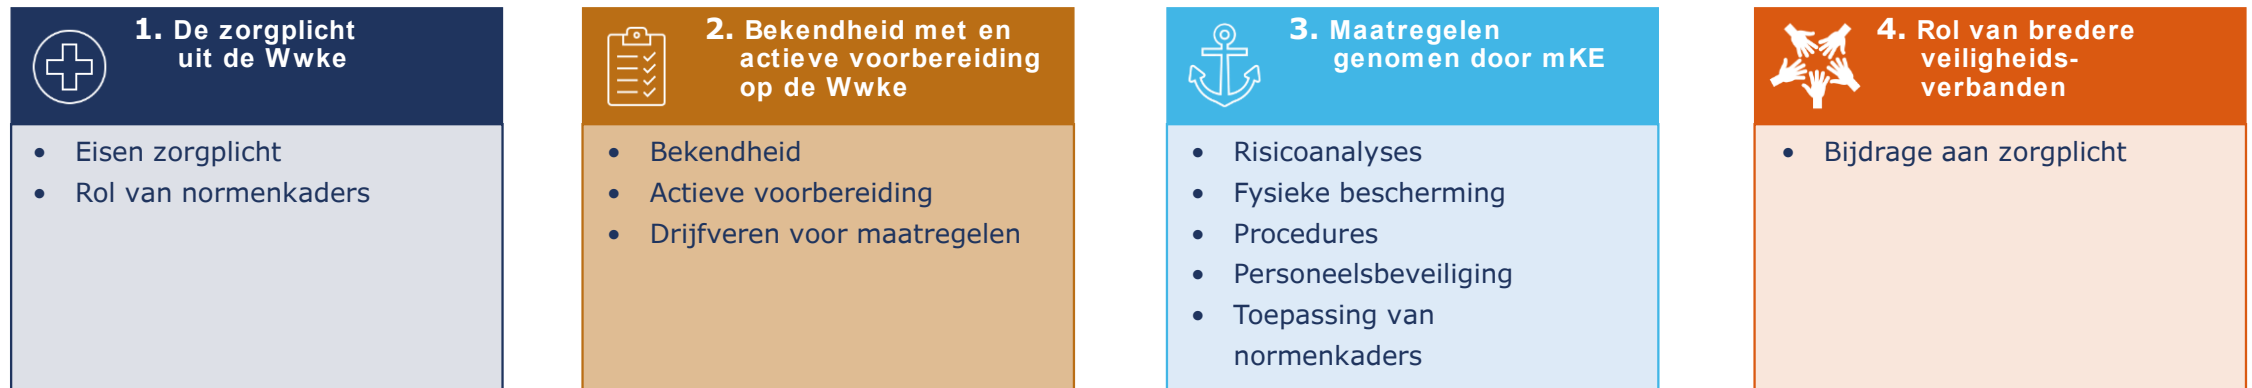 1. De zorgplicht
uit de Wwke
• Eisen zorgplicht
• Rol van normenkaders
2. Bekendheid met en
actieve voorbereiding
op de Wwke
• Bekendheid
• Actieve voorbereiding
• Drijfveren voor maatregelen
3. Maatregelen
genomen door mKE
• Risicoanalyses
• Fysieke bescherming
• Procedures
• Personeelsbeveiliging
• Toepassing van
normenkaders
4. Rol van bredere
veiligheids-
verbanden
• Bijdrage aan zorgplicht